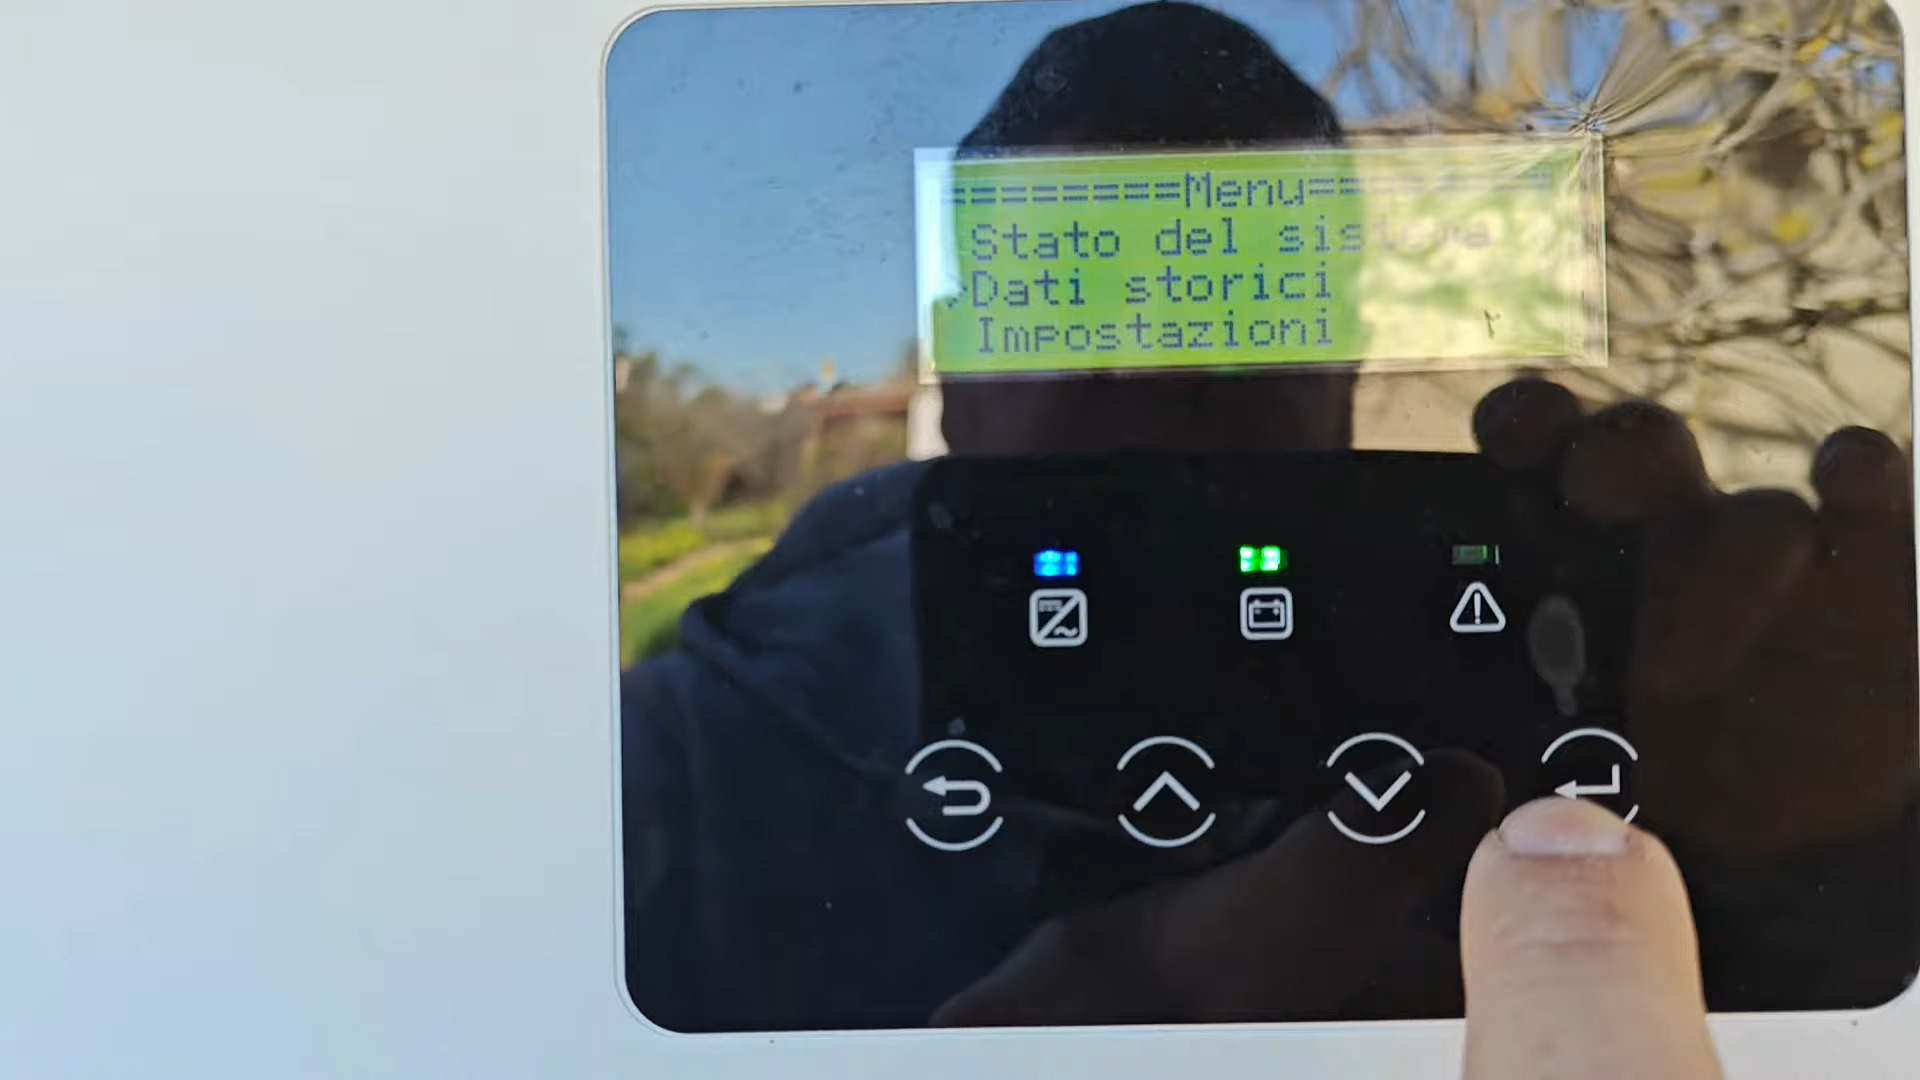 ========Menu========
Stato del sistema
>Dati storici
Impostazioni